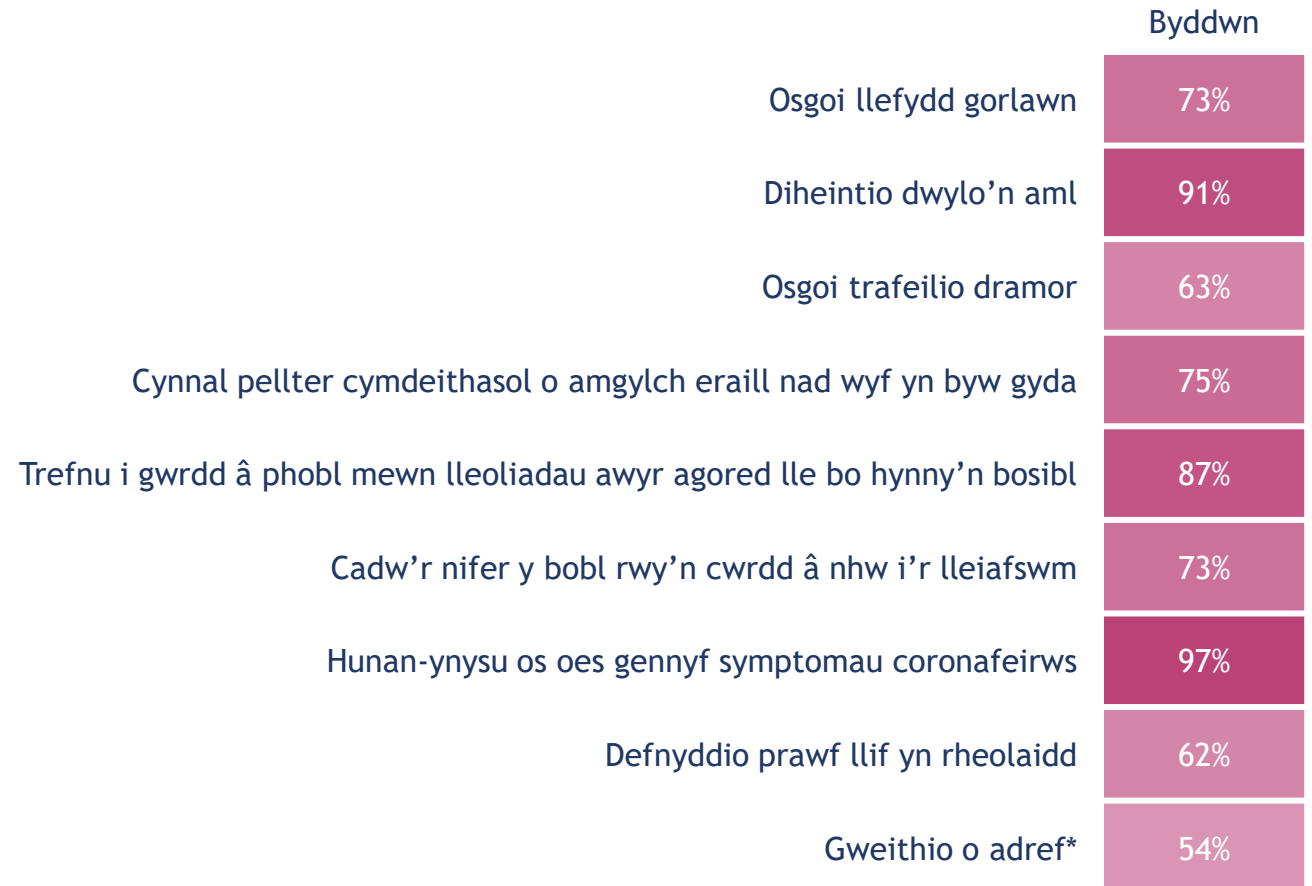 Byddwn
Osgoi llefydd gorlawn 73%
Diheintio dwylo’n aml 91%
Osgoi trafeilio dramor 63%
Cynnal pellter cymdeithasol o amgylch eraill nad wyf yn byw gyda 75%
Trefnu i gwrdd â phobl mewn lleoliadau awyr agored lle bo hynny’n bosibl 87%
Cadw’r nifer y bobl rwy’n cwrdd â nhw i’r lleiafswm 73%
Hunan-ynysu os oes gennyf symptomau coronafeirws 97%
Defnyddio prawf llif yn rheolaidd 62%
Gweithio o adref* 54%